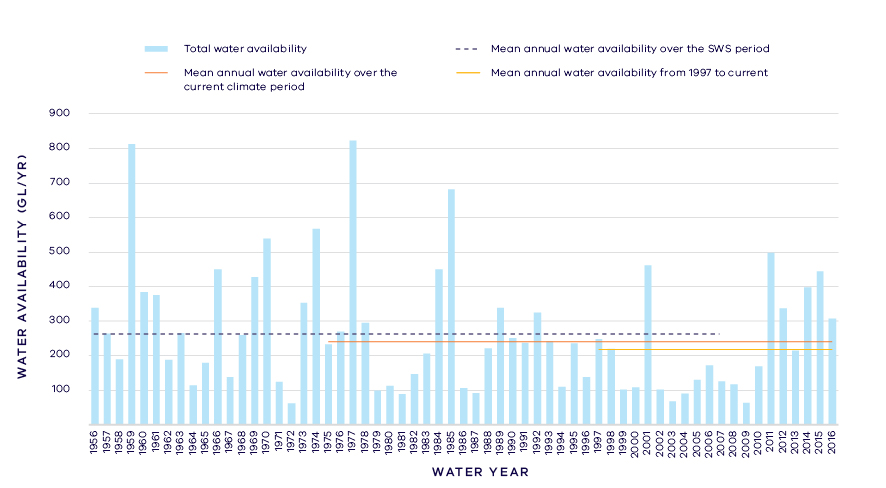 Total water availability
Mean annual water availability over the SWS period
Mean annual water availability over the
current climate period
Mean annual water availability from 1997 to current
WATER AVAILABILITY (GL/YR)
900
800
700
600
500
400
300
200
100
1956 1957 1958 1959 1960 1961 1962 1963 1964 1965 1966 1967 1968 1969 1970 1971 1972 1973 1974 1975 1976 1977 1978 1979 1980 1981 1982 1983 1984 1985 1986 1987 1988 1989 1990 1991 1992 1993 1994 1995 1996 1997 1998 1999 2000 2001 2002 2003 2004 2005 2006 2007 2008 2009 2010 2011 2012 2013 2014 2015 2016
WATER YEAR